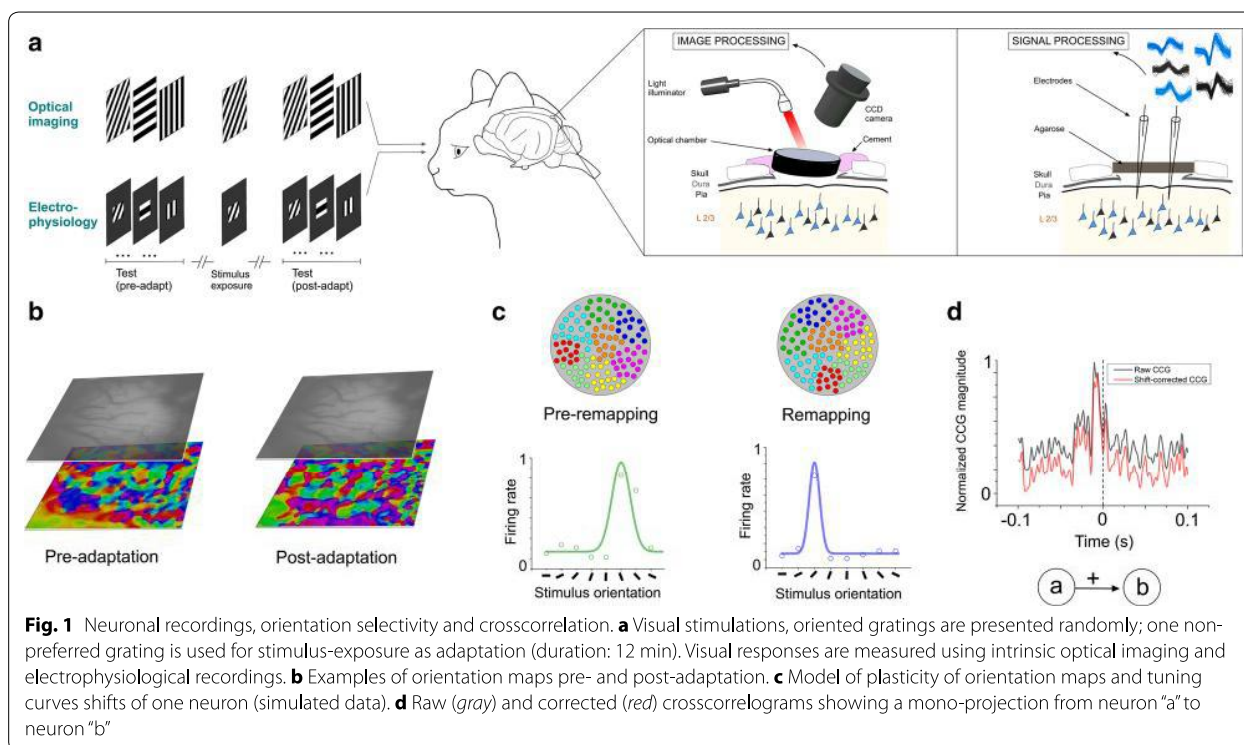 a
Optical
imaging
Electro-
physiology
... ...
... ...
Test
(pre-adapt)
Stimulus
exposure
Test
(post-adapt)
IMAGE PROCESSING
Light
illuminator
CCD
camera
Optical chamber
Cement
Skull
Dura
Pia
L 2/3
SIGNAL PROCESSING
Electrodes
Agarose
Skull
Dura
Pia
L 2/3
b
Pre-adaptation
Post-adaptation
c
Pre-remapping
Remapping
1
Firing rate
0
Stimulus orientation
1
Firing rate
0
Stimulus orientation
d
1
Normalized CCG magnitude
0
Raw CCG
Shift-corrected CCG
-0.1
0
0.1
Time (s)
a + b
Fig. 1 Neuronal recordings, orientation selectivity and crosscorrelation. a Visual stimulations, oriented gratings are presented randomly; one non-
preferred grating is used for stimulus-exposure as adaptation (duration: 12 min). Visual responses are measured using intrinsic optical imaging and
electrophysiological recordings. b Examples of orientation maps pre- and post-adaptation. c Model of plasticity of orientation maps and tuning
curves shifts of one neuron (simulated data). d Raw (gray) and corrected (red) crosscorrelograms showing a mono-projection from neuron "a" to
neuron "b"